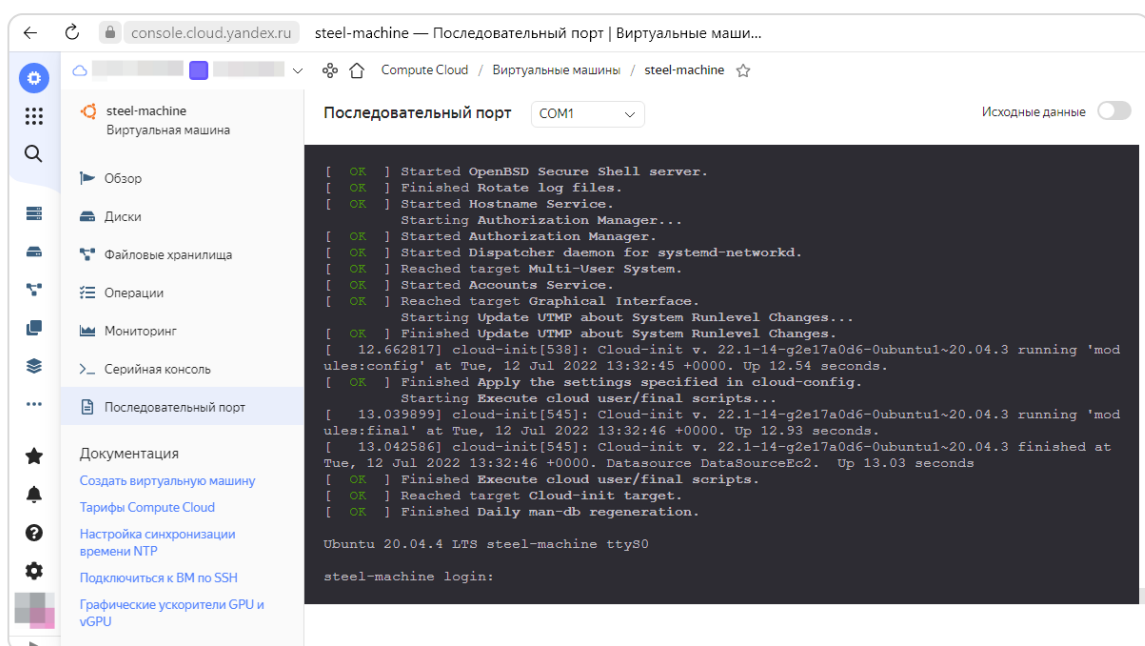 console.cloud.yandex.ru steel-machine — Последовательный порт | Виртуальные маши...
Compute Cloud / Виртуальные машины / steel-machine
steel-machine
Виртуальная машина
Обзор
Диски
Файловые хранилища
Операции
Мониторинг
Серийная консоль
Последовательный порт
Документация
Создать виртуальную машину
Тарифы Compute Cloud
Настройка синхронизации
времени NTP
Подключиться к ВМ по SSH
Графические ускорители GPU и
vGPU
Последовательный порт COM1 Исходные данные
[ OK ] Started OpenBSD Secure Shell server.
[ OK ] Finished Rotate log files.
[ OK ] Started Hostname Service.
Starting Authorization Manager...
[ OK ] Started Authorization Manager.
[ OK ] Started Dispatcher daemon for systemd-networkd.
[ OK ] Reached target Multi-User System.
[ OK ] Started Accounts Service.
[ OK ] Reached target Graphical Interface.
Starting Update UTMP about System Runlevel Changes...
[ OK ] Finished Update UTMP about System Runlevel Changes.
[ 12.662817] cloud-init[538]: Cloud-init v. 22.1-14-g2e17a0d6-0ubuntu1~20.04.3 running 'mod
ules:config' at Tue, 12 Jul 2022 13:32:45 +0000. Up 12.54 seconds.
[ OK ] Finished Apply the settings specified in cloud-config.
Starting Execute cloud user/final scripts...
[ 13.039899] cloud-init[545]: Cloud-init v. 22.1-14-g2e17a0d6-0ubuntu1~20.04.3 running 'mod
ules:final' at Tue, 12 Jul 2022 13:32:46 +0000. Up 12.93 seconds.
[ 13.042586] cloud-init[545]: Cloud-init v. 22.1-14-g2e17a0d6-0ubuntu1~20.04.3 finished at
Tue, 12 Jul 2022 13:32:46 +0000. Datasource DataSourceEc2. Up 13.03 seconds
[ OK ] Finished Execute cloud user/final scripts.
[ OK ] Reached target Cloud-init target.
[ OK ] Finished Daily man-db regeneration.
Ubuntu 20.04.4 LTS steel-machine ttyS0
steel-machine login: